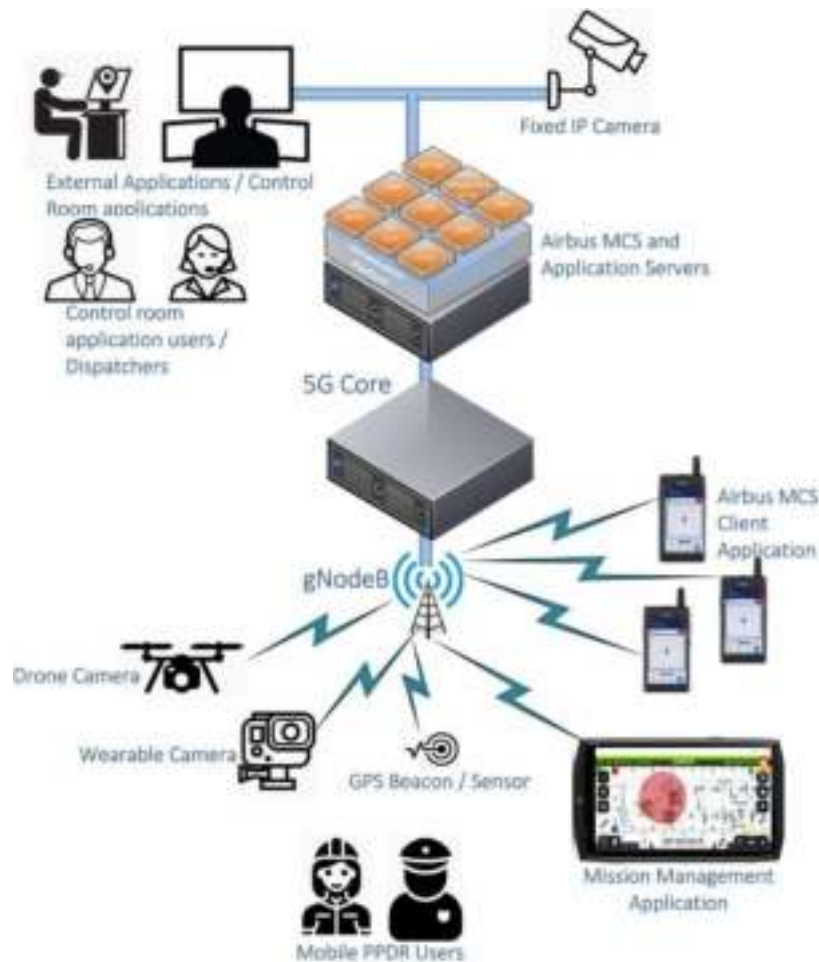 Fixed IP Camera
External Applications / Control
Room applications
Airbus MCS and
Application Servers
Control room
application users /
Dispatchers
5G Core
Airbus MCS
Client
Application
gNodeB
Drone Camera
Wearable Camera
GPS Beacon / Sensor
Mission Management
Application
Mobile PPDR Users